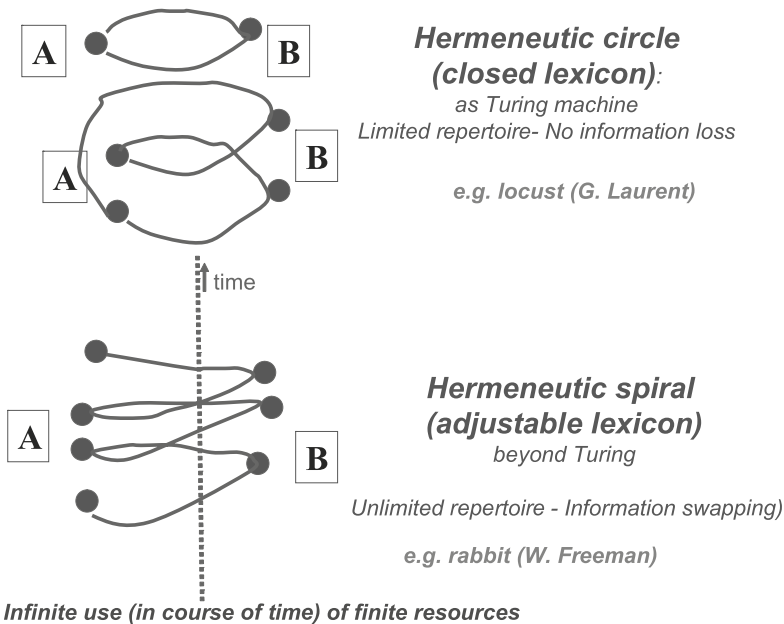 A
B
Hermeneutic circle
(closed lexicon):
as Turing machine
Limited repertoire- No information loss
A
B
e.g. locust (G. Laurent)
time
Hermeneutic spiral
(adjustable lexicon)
beyond Turing
A
B
Unlimited repertoire - Information swapping)
e.g. rabbit (W. Freeman)
Infinite use (in course of time) of finite resources